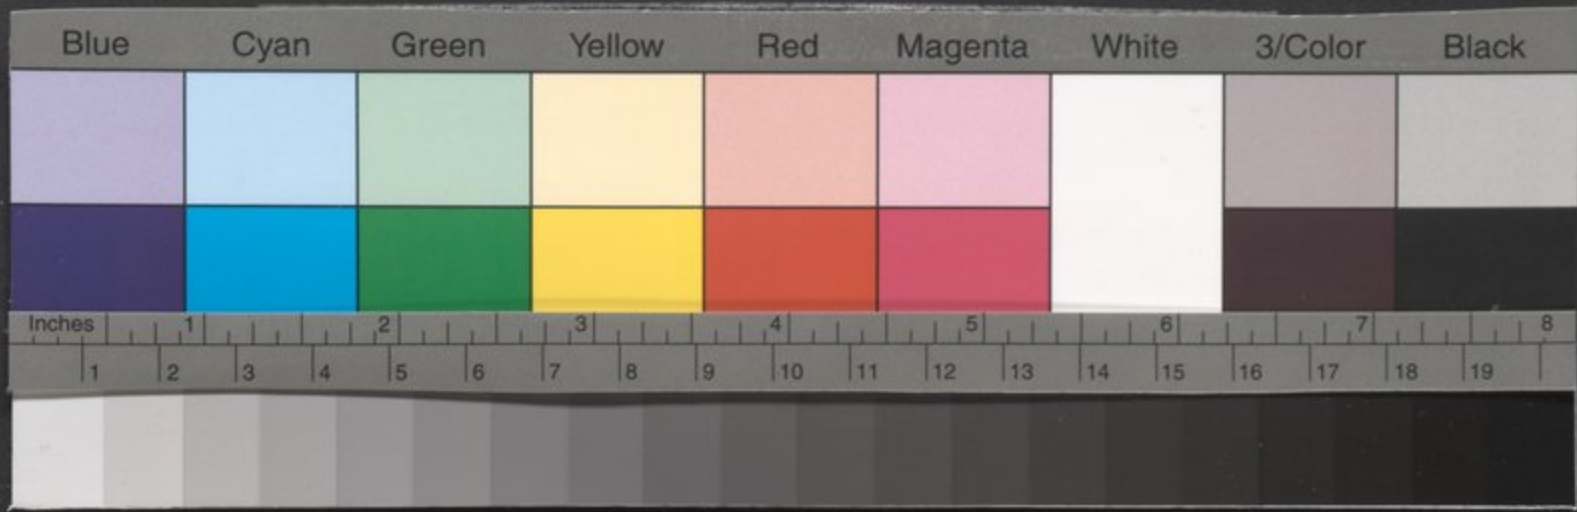 Blue Cyan Green Yellow Red Magenta White 3/Color Black
Inches 1 2 3 4 5 6 7 8
1 2 3 4 5 6 7 8 9 10 11 12 13 14 15 16 17 18 19